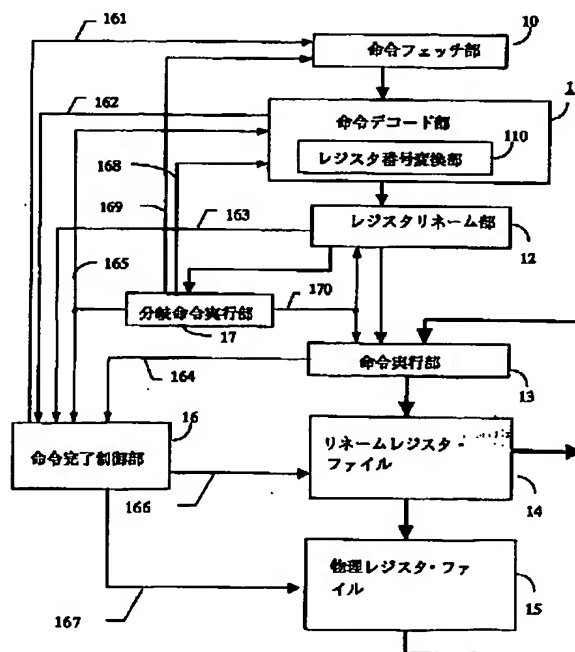 161
10
命令フェッチ部
162
1
命令デコード部
110
レジスタ番号変換部
168
169
163
レジスタリネーム部
12
165
170
分岐命令実行部
17
164
命令実行部
13
16
命令完了制御部
リネームレジスタ・
ファイル
166
14
物理レジスタ・ファ
イル
15
167